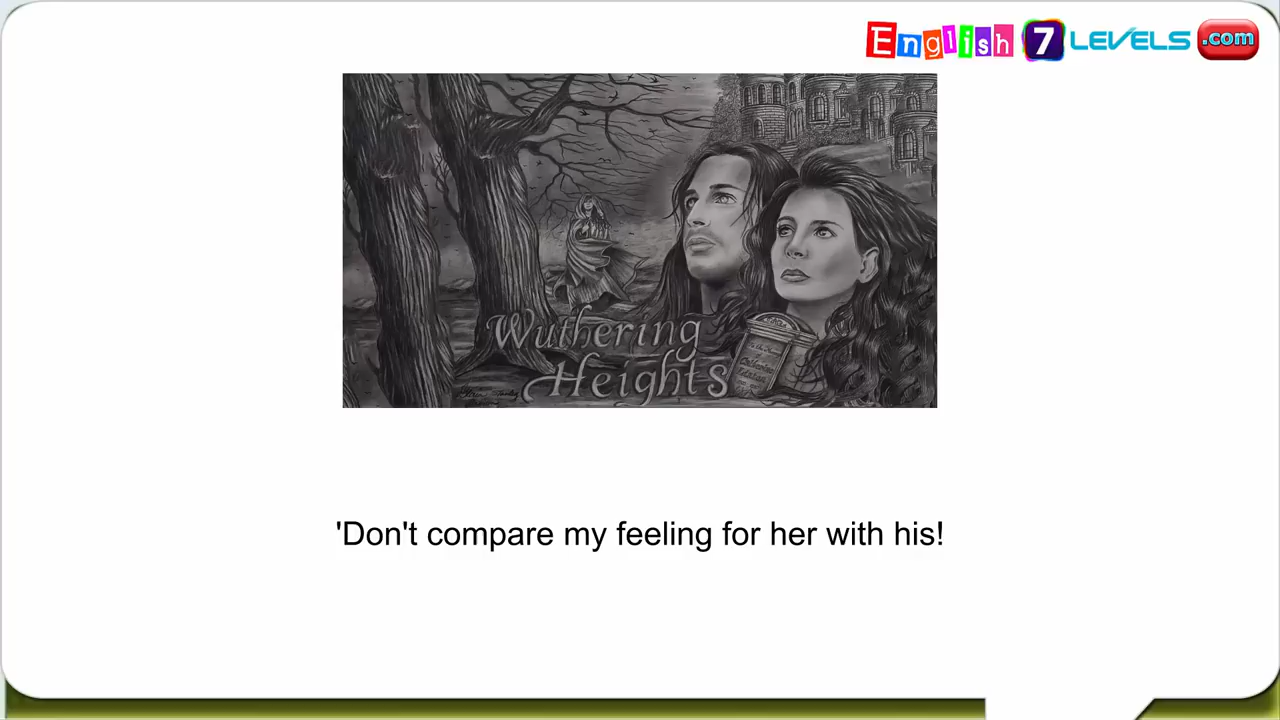 English 7 LEVELS .com
Wuthering
Heights
'Don't compare my feeling for her with his!